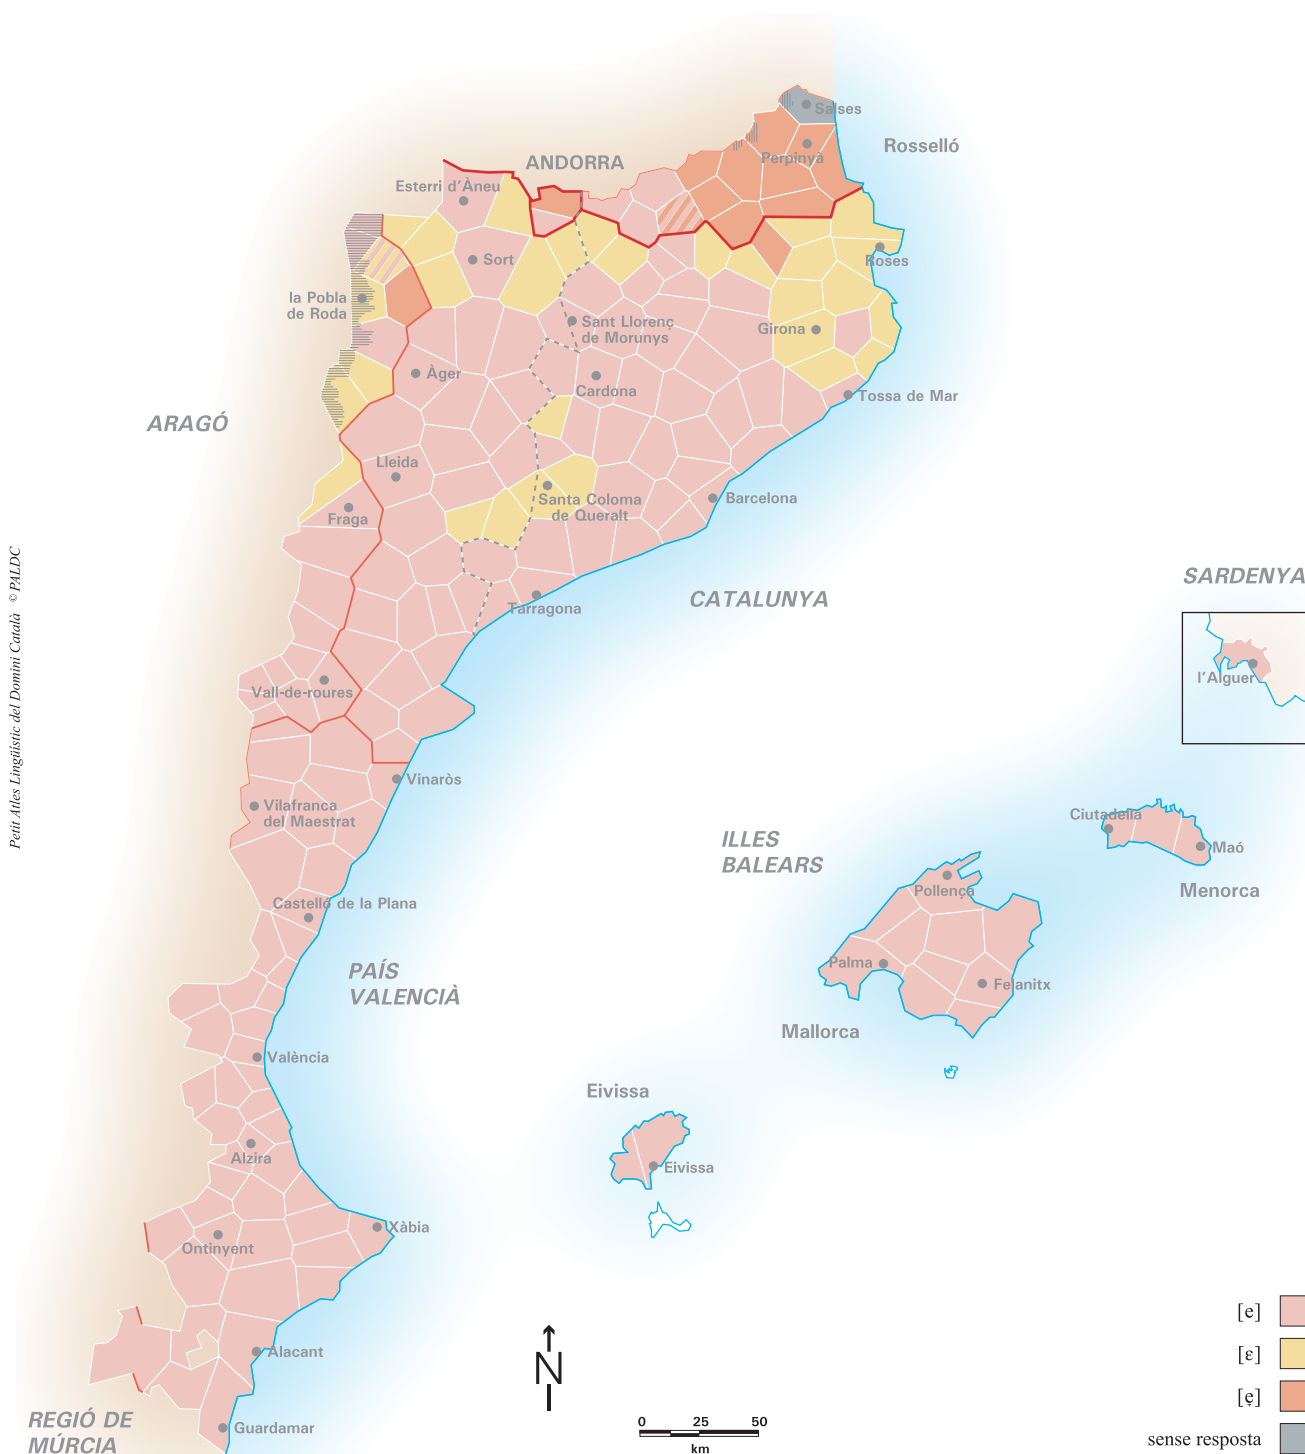 Salses
Rosselló
Perpinyà
ANDORRA
Esterri d'Àneu
Sort
Roses
la Pobla
de Roda
Sant Llorenç
de Morunys
Girona
Àger
Cardona
Tossa de Mar
ARAGÓ
Lleida
Santa Coloma
de Queralt
Barcelona
Fraga
Petit Atles Lingüístic del Domini Català © PALDC
CATALUNYA
Tarragona
SARDENYA
l'Alguer
Vall-de-roures
Vinaròs
Vilafranca
del Maestrat
ILLES
BALEARS
Ciutadella
Maó
Menorca
Pollença
Castelló de la Plana
Palma
Felanitx
PAÍS
VALENCIÀ
Mallorca
València
Eivissa
Alzira
Eivissa
Xàbia
Ontinyent
Alacant
N
REGIÓ DE
MÚRCIA
Guardamar
0 25 50
km
[e]
[ɛ]
[ẹ]
sense resposta